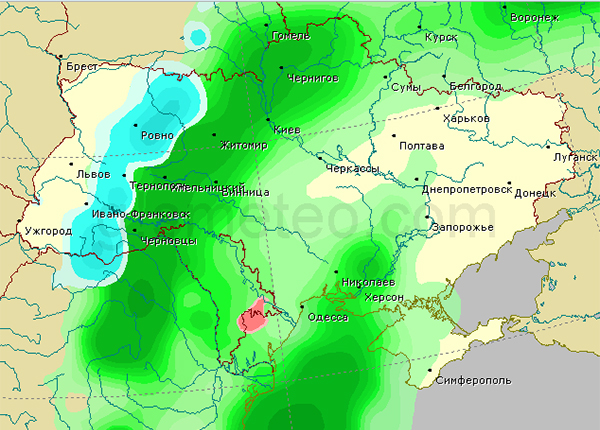 Воронеж
Гомель
Курск
Брест
Чернигов
Сумы
Белгород
Харьков
Ровно
Киев
Житомир
Полтава
Луганск
Львов
Черкассы
Тернополь
Хмельницкий
Винница
Днепропетровск
Донецк
Ивано-Франковск
meteo.com
Ужгород
Черновцы
Запорожье
Николаев
Херсон
Одесса
Симферополь